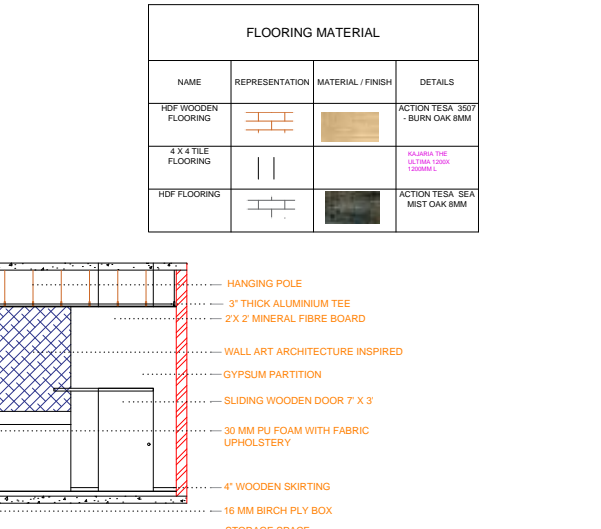 FLOORING MATERIAL
NAME REPRESENTATION MATERIAL / FINISH DETAILS
HDF WOODEN
FLOORING
ACTION TESA 3507
- BURN OAK 8MM
4 X 4 TILE
FLOORING
KAJARIA THE
ULTIMA 1200X
1200MM L
HDF FLOORING
ACTION TESA SEA
MIST OAK 8MM
HANGING POLE
3" THICK ALUMINIUM TEE
2'X 2' MINERAL FIBRE BOARD
WALL ART ARCHITECTURE INSPIRED
GYPSUM PARTITION
SLIDING WOODEN DOOR 7' X 3'
30 MM PU FOAM WITH FABRIC
UPHOLSTERY
4" WOODEN SKIRTING
16 MM BIRCH PLY BOX
STORAGE SPACE